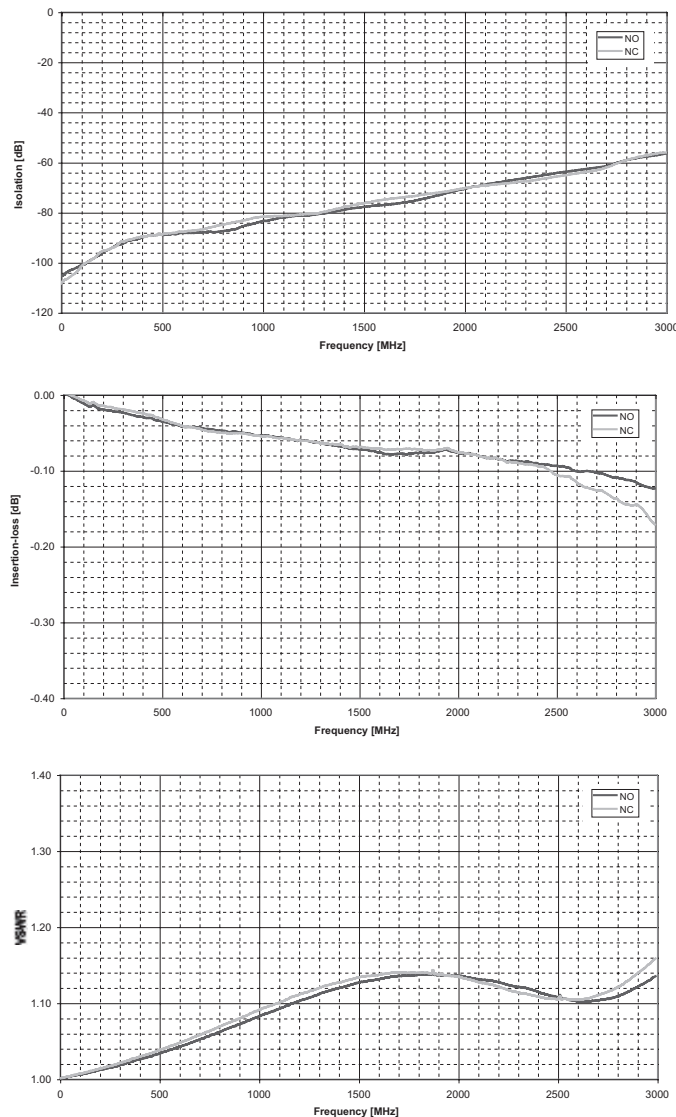 0
-20
-40
-60
-80
-100
-120
Isolation [dB]
NO
NC
0 500 1000 1500 2000 2500 3000
Frequency [MHz]
0.00
-0.10
-0.20
-0.30
-0.40
Insertion-loss [dB]
NO
NC
0 500 1000 1500 2000 2500 3000
Frequency [MHz]
1.40
1.30
1.20
1.10
1.00
VSWR
NO
NC
0 500 1000 1500 2000 2500 3000
Frequency [MHz]